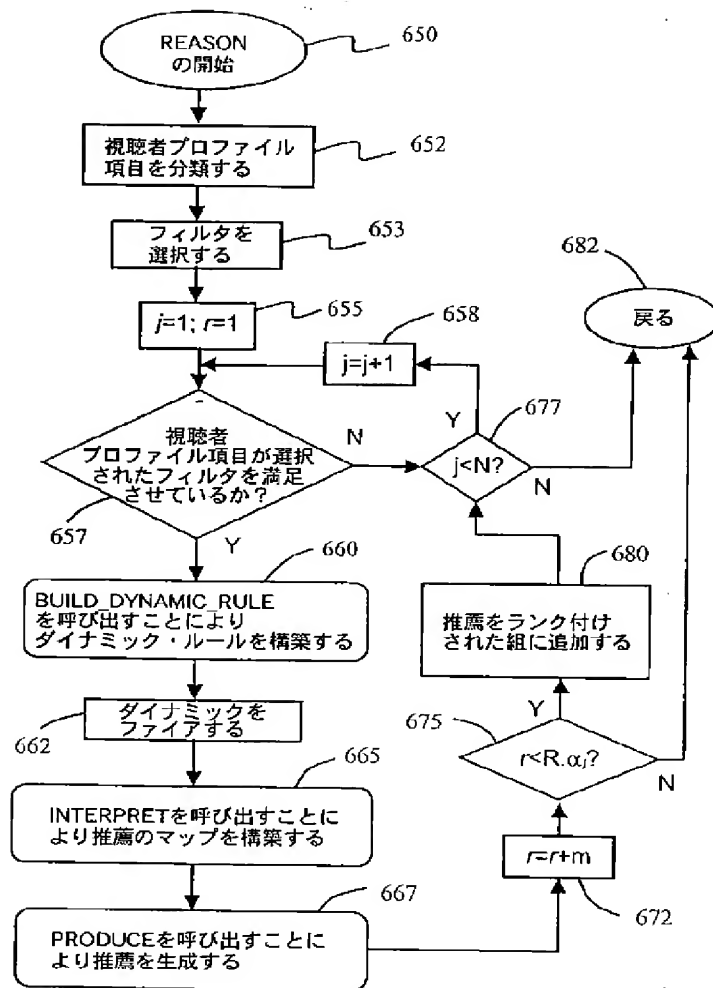 REASON
の開始
650
視聴者プロファイル
項目を分類する
652
フィルタを
選択する
653
682
戻る
j=1; r=1
655
658
j=j+1
Y
677
視聴者
プロファイル項目が選択
されたフィルタを満足
させているか？
N
j<N?
N
657
Y
660
BUILD_DYNAMIC_RULE
を呼び出すことにより
ダイナミック・ルールを構築する
680
推薦をランク付け
された組に追加する
ダイナミックを
ファイアする
662
Y
675
r<R.αj?
N
665
INTERPRETを呼び出すことに
より推薦のマップを構築する
r=r+m
672
667
PRODUCEを呼び出すことに
より推薦を生成する